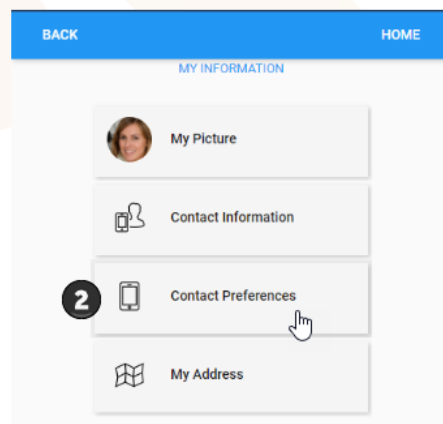 BACK HOME
MY INFORMATION
My Picture
Contact Information
2 Contact Preferences
My Address